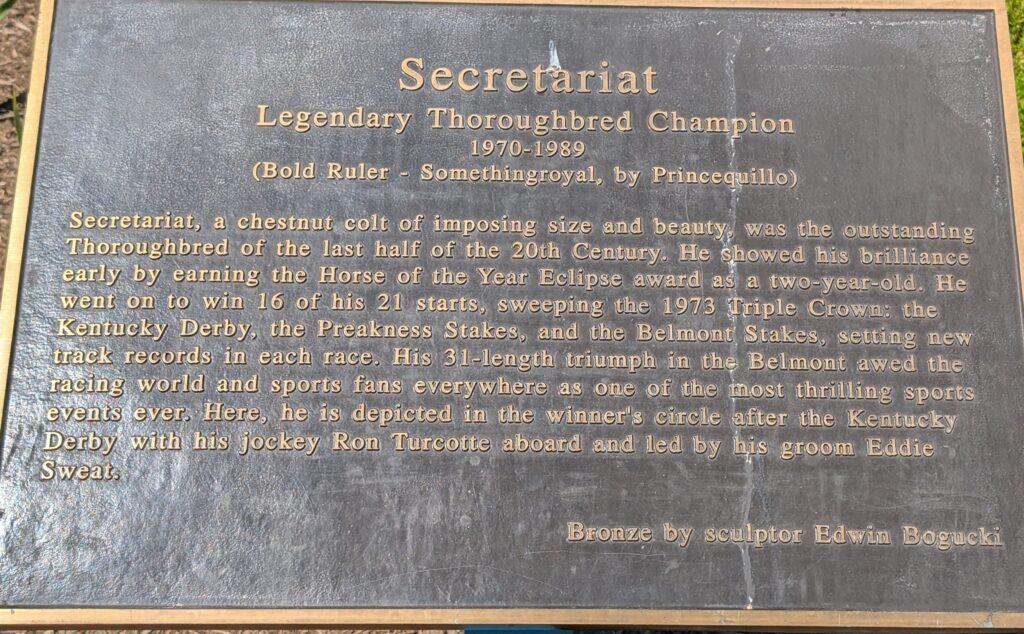 Secretariat
Legendary Thoroughbred Champion
1970-1989
(Bold Ruler - Somethingroyal, by Princequillo)
Secretariat, a chestnut colt of imposing size and beauty, was the outstanding
Thoroughbred of the last half of the 20th Century. He showed his brilliance
early by earning the Horse of the Year Eclipse award as a two-year-old. He
went on to win 16 of his 21 starts, sweeping the 1973 Triple Crown: the
Kentucky Derby, the Preakness Stakes, and the Belmont Stakes, setting new
track records in each race. His 31-length triumph in the Belmont awed the
racing world and sports fans everywhere as one of the most thrilling sports
events ever. Here, he is depicted in the winner's circle after the Kentucky
Derby with his jockey Ron Turcotte aboard and led by his groom Eddie
Sweat.
Bronze by sculptor Edwin Bogucki